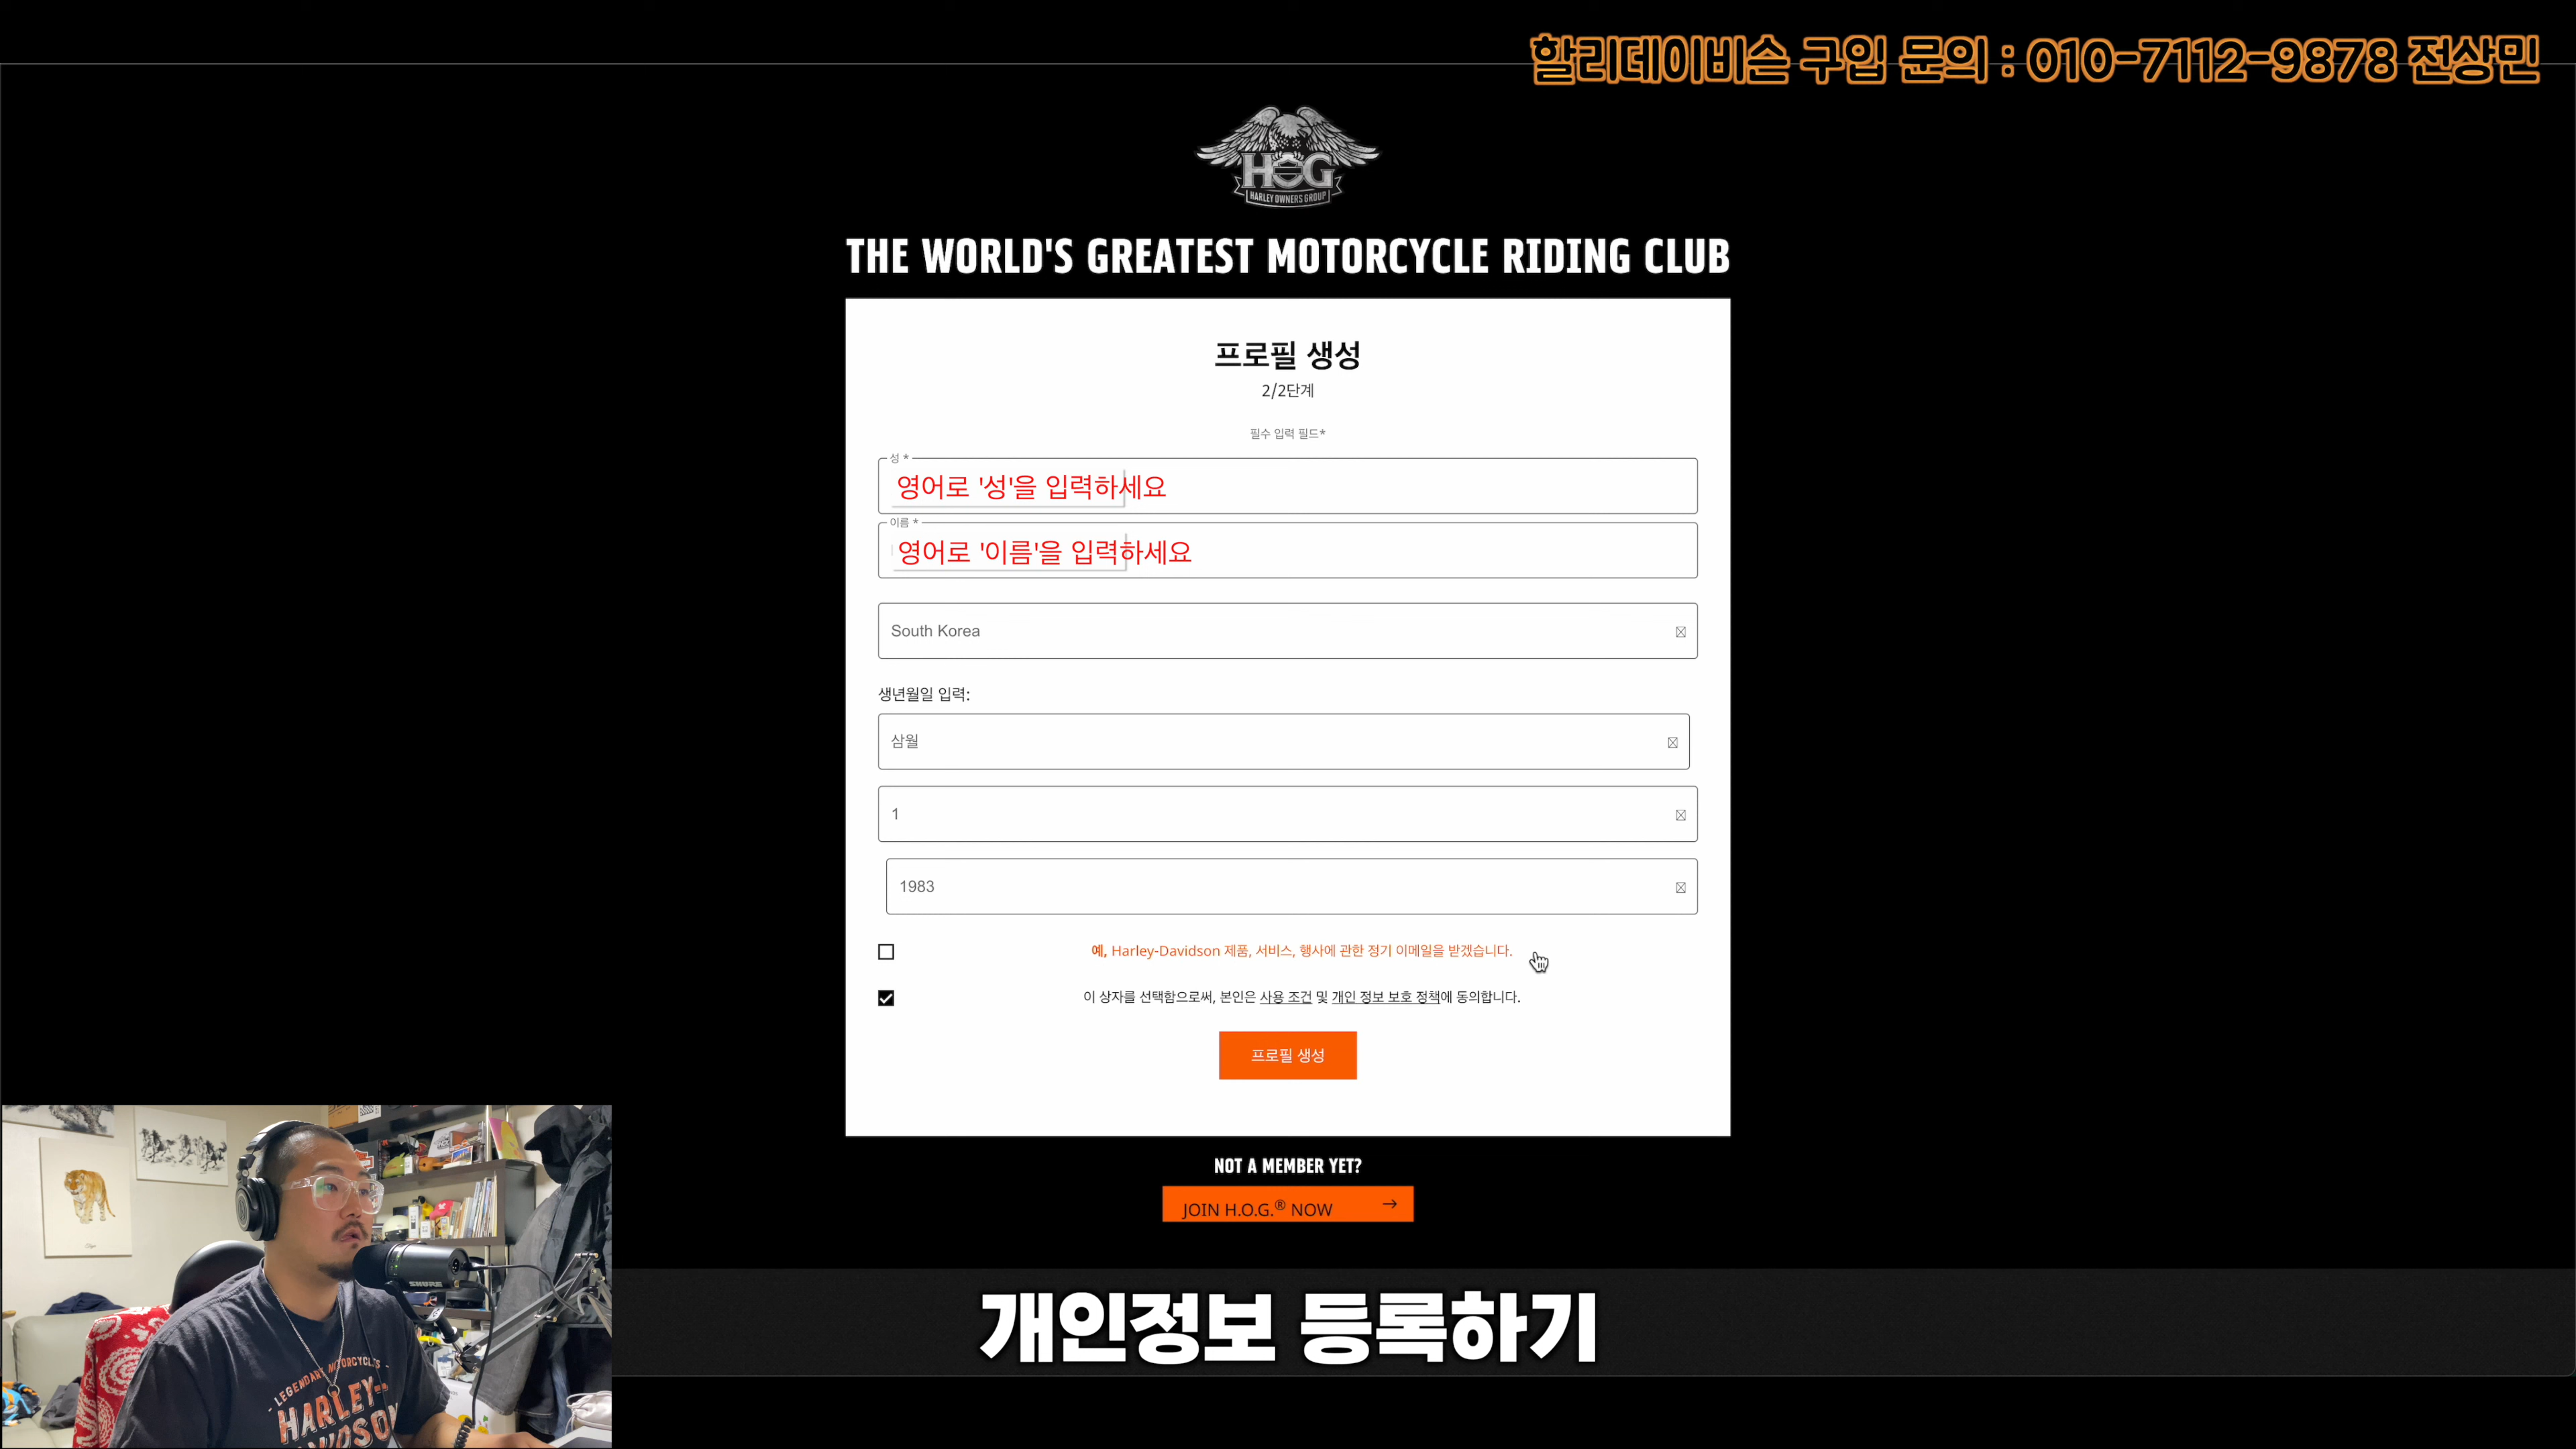 할리데이비슨 구입 문의 : 010-7112-9878 전상민
HOG
HARLEY OWNERS GROUP
THE WORLD'S GREATEST MOTORCYCLE RIDING CLUB
프로필 생성
2/2단계
필수 입력 필드*
성 *
영어로 '성'을 입력하세요
이름 *
영어로 '이름'을 입력하세요
South Korea
생년월일 입력:
삼월
1
1983
예, Harley-Davidson 제품, 서비스, 행사에 관한 정기 이메일을 받겠습니다.
이 상자를 선택함으로써, 본인은 사용 조건 및 개인 정보 보호 정책에 동의합니다.
프로필 생성
NOT A MEMBER YET?
JOIN H.O.G.® NOW →
SHURE
LEGENDARY MOTORCYCLES
HARLEY-
DAVIDSON
개인정보 등록하기